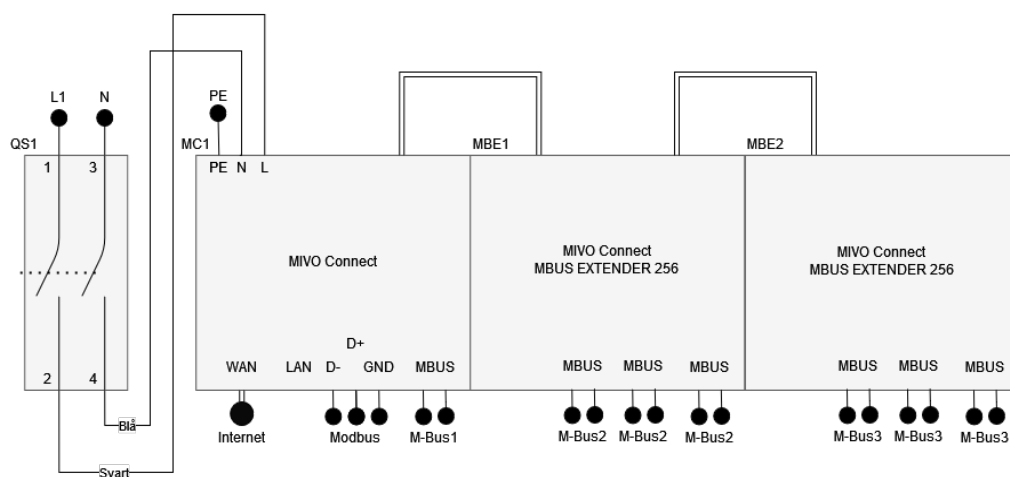 L1
N
PE
QS1
MC1
MBE1
MBE2
1
3
PE
N
L
MIVO Connect
MIVO Connect
MBUS EXTENDER 256
MIVO Connect
MBUS EXTENDER 256
D+
2
4
WAN
LAN
D-
GND
MBUS
MBUS
MBUS
MBUS
MBUS
MBUS
MBUS
Blå
Internet
Modbus
M-Bus1
M-Bus2
M-Bus2
M-Bus2
M-Bus3
M-Bus3
M-Bus3
Svart